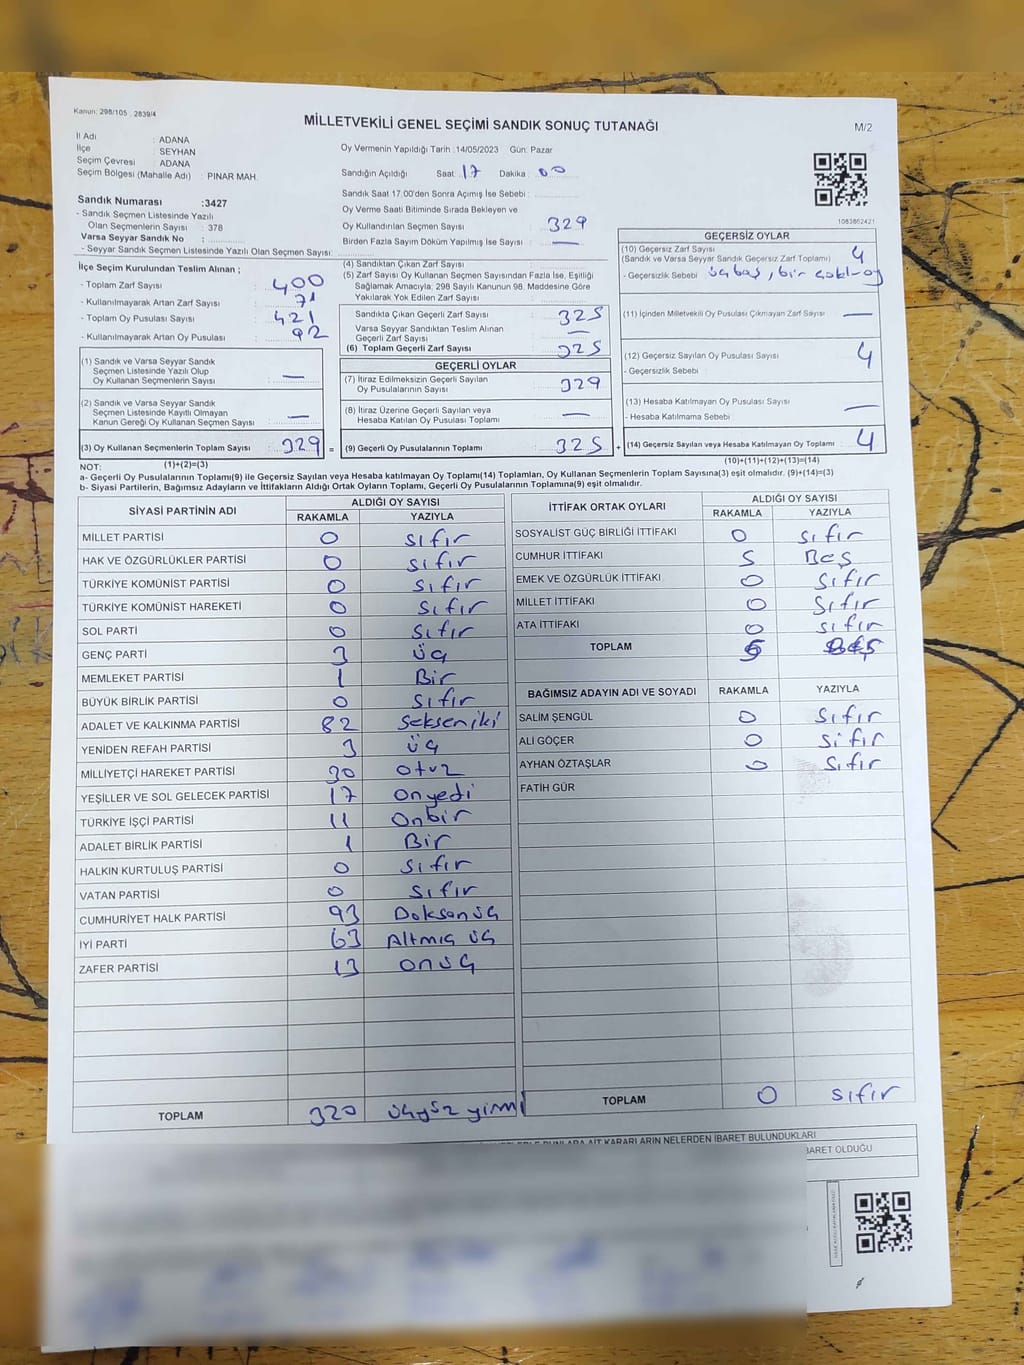 Kanun: 298/105 . 2839/4
MİLLETVEKİLİ GENEL SEÇİMİ SANDIK SONUÇ TUTANAĞI
M/2
İl Adı : ADANA
İlçe : SEYHAN
Seçim Çevresi : ADANA
Seçim Bölgesi (Mahalle Adı) : PINAR MAH.
Sandık Numarası :3427
- Sandık Seçmen Listesinde Yazılı
Olan Seçmenlerin Sayısı : 378
Varsa Seyyar Sandık No :
- Seyyar Sandık Seçmen Listesinde Yazılı Olan Seçmen Sayısı:
Oy Vermenin Yapıldığı Tarih :14/05/2023 Gün: Pazar
Sandığın Açıldığı Saat 17 Dakika : 00
Sandık Saat 17.00'den Sonra Açımış İse Sebebi :
Oy Verme Saati Bitiminde Sırada Bekleyen ve
Oy Kullandırılan Seçmen Sayısı : 329
Birden Fazla Sayım Döküm Yapılmış İse Sayısı : —
1083862421
İlçe Seçim Kurulundan Teslim Alınan ;
- Toplam Zarf Sayısı : 400
- Kullanılmayarak Artan Zarf Sayısı : 71
- Toplam Oy Pusulası Sayısı : 421
- Kullanılmayarak Artan Oy Pusulası : 92
(4) Sandıktan Çıkan Zarf Sayısı
(5) Zarf Sayısı Oy Kullanan Seçmen Sayısından Fazla İse, Eşitliği
Sağlamak Amacıyla; 298 Sayılı Kanunun 98. Maddesine Göre
Yakılarak Yok Edilen Zarf Sayısı :
Sandıkta Çıkan Geçerli Zarf Sayısı : 325
Varsa Seyyar Sandıktan Teslim Alınan
Geçerli Zarf Sayısı : —
(6) Toplam Geçerli Zarf Sayısı : 325
GEÇERSİZ OYLAR
(10) Geçersiz Zarf Sayısı
(Sandık ve Varsa Seyyar Sandık Geçersiz Zarf Toplamı) : 4
- Geçersizlik Sebebi : üç boş, bir çoklu oy
(11) İçinden Milletvekili Oy Pusulası Çıkmayan Zarf Sayısı : —
(12) Geçersiz Sayılan Oy Pusulası Sayısı : 4
- Geçersizlik Sebebi :
(13) Hesaba Katılmayan Oy Pusulası Sayısı : —
- Hesaba Katılmama Sebebi
(14) Geçersiz Sayılan veya Hesaba Katılmayan Oy Toplamı : 4
(10)+(11)+(12)+(13)=(14)
(1) Sandık ve Varsa Seyyar Sandık
Seçmen Listesinde Yazılı Olup
Oy Kullanan Seçmenlerin Sayısı : —
(2) Sandık ve Varsa Seyyar Sandık
Seçmen Listesinde Kayıtlı Olmayan
Kanun Gereği Oy Kullanan Seçmen Sayısı : —
(3) Oy Kullanan Seçmenlerin Toplam Sayısı : 329 =
(1)+(2)=(3)
GEÇERLİ OYLAR
(7) İtiraz Edilmeksizin Geçerli Sayılan
Oy Pusulalarının Sayısı : 329
(8) İtiraz Üzerine Geçerli Sayılan veya
Hesaba Katılan Oy Pusulası Toplamı : —
(9) Geçerli Oy Pusulalarının Toplamı : 325 +
NOT:
a- Geçerli Oy Pusulalarının Toplamı(9) ile Geçersiz Sayılan veya Hesaba katılmayan Oy Toplamı(14) Toplamları, Oy Kullanan Seçmenlerin Toplam Sayısına(3) eşit olmalıdır. (9)+(14)=(3)
b- Siyasi Partilerin, Bağımsız Adayların ve İttifakların Aldığı Ortak Oyların Toplamı, Geçerli Oy Pusulalarının Toplamına(9) eşit olmalıdır.
SİYASİ PARTİNİN ADI ALDIĞI OY SAYISI
RAKAMLA YAZIYLA
MİLLET PARTİSİ 0 sıfır
HAK VE ÖZGÜRLÜKLER PARTİSİ 0 sıfır
TÜRKİYE KOMÜNİST PARTİSİ 0 sıfır
TÜRKİYE KOMÜNİST HAREKETİ 0 sıfır
SOL PARTİ 0 sıfır
GENÇ PARTİ 3 üç
MEMLEKET PARTİSİ 1 Bir
BÜYÜK BİRLİK PARTİSİ 0 sıfır
ADALET VE KALKINMA PARTİSİ 82 sekseniki
YENİDEN REFAH PARTİSİ 3 üç
MİLLİYETÇİ HAREKET PARTİSİ 30 otuz
YEŞİLLER VE SOL GELECEK PARTİSİ 17 onyedi
TÜRKİYE İŞÇİ PARTİSİ 11 onbir
ADALET BİRLİK PARTİSİ 1 Bir
HALKIN KURTULUŞ PARTİSİ 0 sıfır
VATAN PARTİSİ 0 sıfır
CUMHURİYET HALK PARTİSİ 93 Doksanüç
İYİ PARTİ 63 Altmış üç
ZAFER PARTİSİ 13 onüç
TOPLAM 320 üçyüz yirmi
İTTİFAK ORTAK OYLARI ALDIĞI OY SAYISI
RAKAMLA YAZIYLA
SOSYALİST GÜÇ BİRLİĞİ İTTİFAKI 0 sıfır
CUMHUR İTTİFAKI 5 Beş
EMEK VE ÖZGÜRLÜK İTTİFAKI 0 sıfır
MİLLET İTTİFAKI 0 sıfır
ATA İTTİFAKI 0 sıfır
TOPLAM 5 Beş
BAĞIMSIZ ADAYIN ADI VE SOYADI RAKAMLA YAZIYLA
SALİM ŞENGÜL 0 sıfır
ALİ GÖÇER 0 sıfır
AYHAN ÖZTAŞLAR 0 sıfır
FATİH GÜR
TOPLAM 0 sıfır
KARARLARIN NELERDEN İBARET BULUNDUKLARI
BARET OLDUĞU